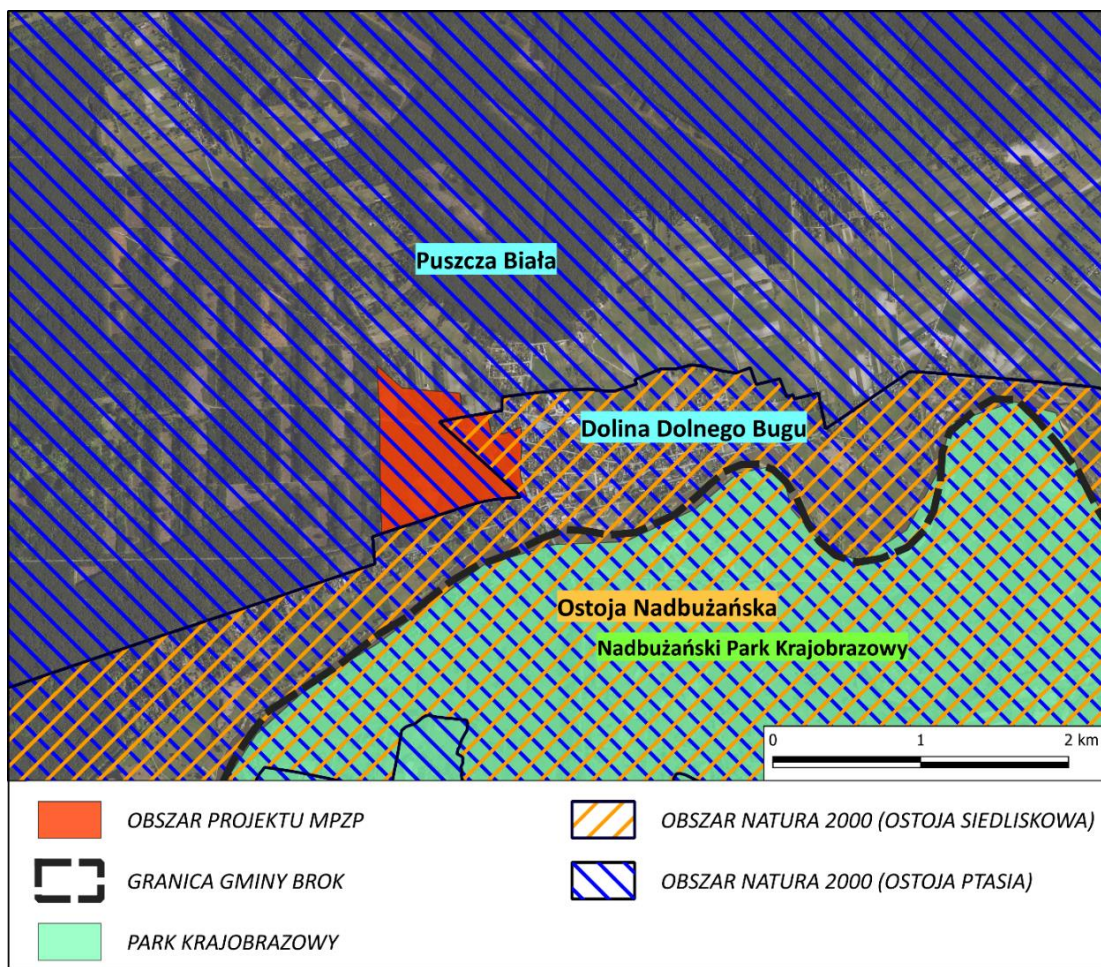 Puszcza Biała
Dolina Dolnego Bugu
Ostoja Nadbużańska
Nadbużański Park Krajobrazowy
0 1 2 km
OBSZAR PROJEKTU MPZP
OBSZAR NATURA 2000 (OSTOJA SIEDLISKOWA)
GRANICA GMINY BROK
OBSZAR NATURA 2000 (OSTOJA PTASIA)
PARK KRAJOBRAZOWY